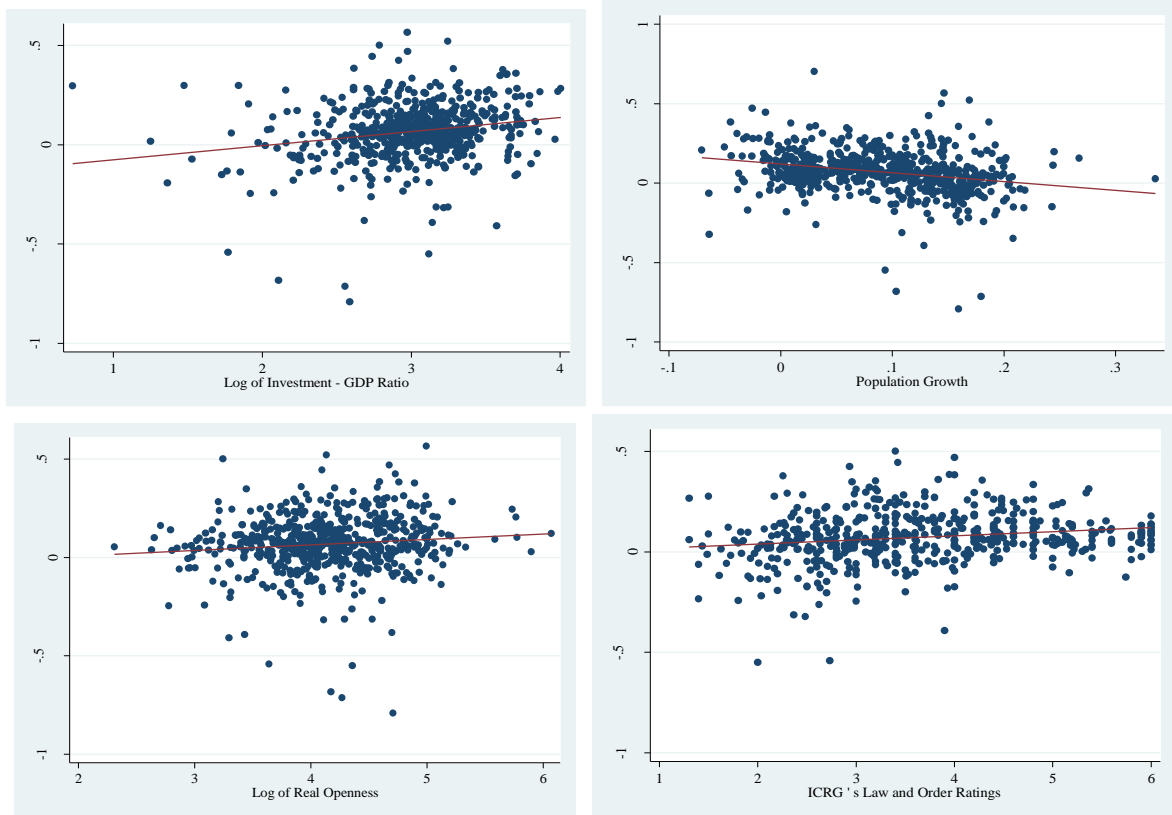 .5
0
-.5
-1
1 2 3 4
Log of Investment - GDP Ratio
1
.5
0
-.5
-1
-.1 0 .1 .2 .3
Population Growth
.5
0
-.5
-1
2 3 4 5 6
Log of Real Openness
.5
0
-.5
-1
1 2 3 4 5 6
ICRG ' s Law and Order Ratings